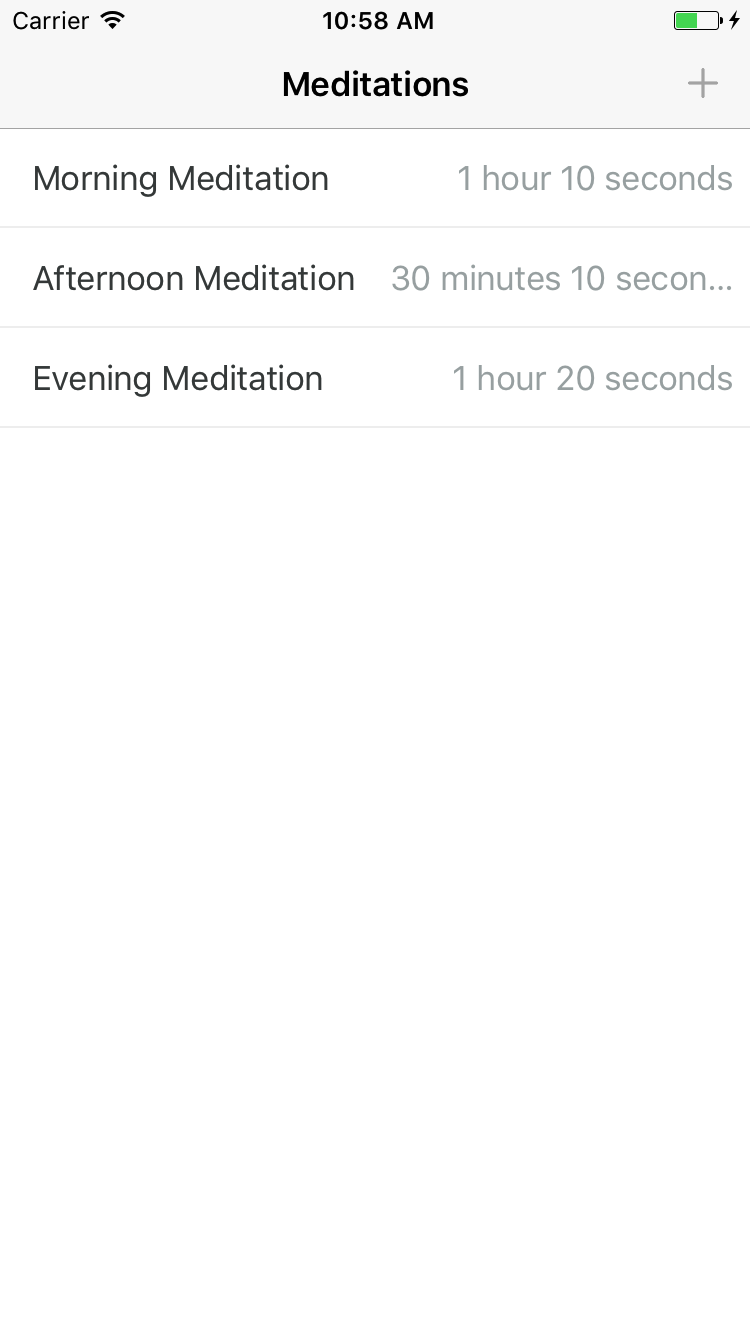 Carrier 10:58 AM
Meditations
Morning Meditation 1 hour 10 seconds
Afternoon Meditation 30 minutes 10 secon...
Evening Meditation 1 hour 20 seconds